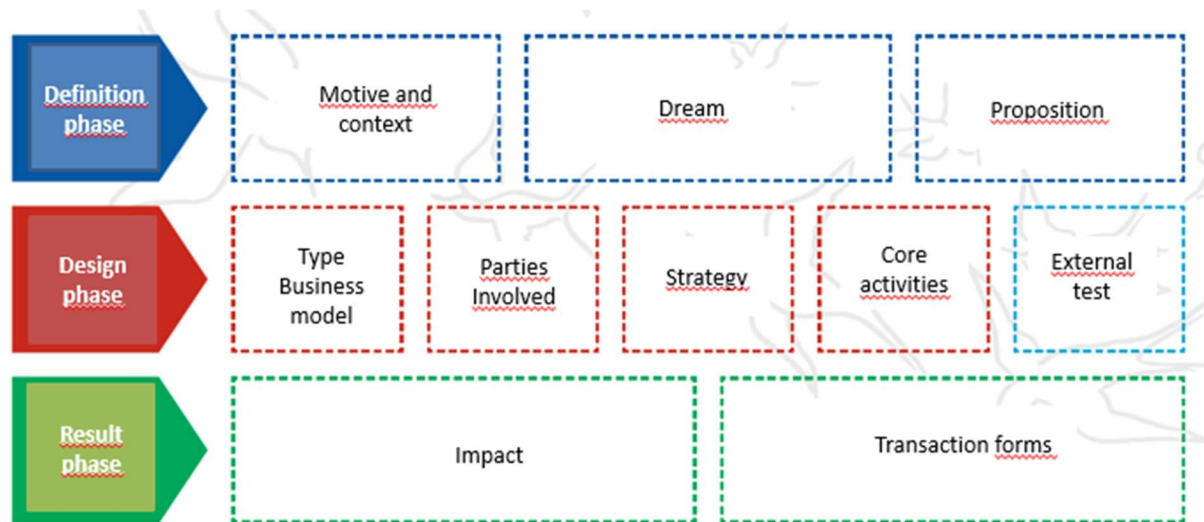 Definition
phase
Motive and
context
Dream
Proposition
Design
phase
Type
Business
model
Parties
Involved
Strategy
Core
activities
External
test
Result
phase
Impact
Transaction forms